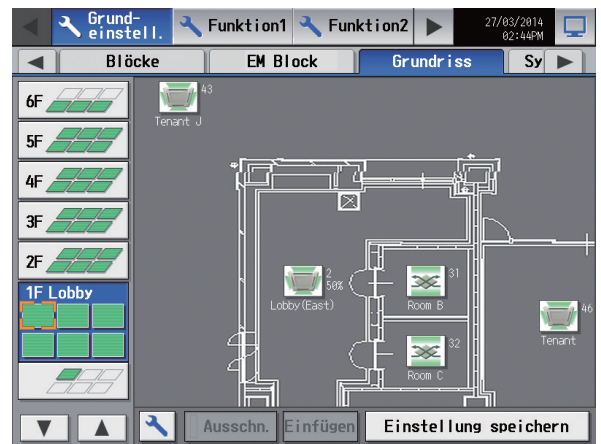 Grund-
einstell.
Funktion1
Funktion2
27/03/2014
02:44PM
Blöcke
EM Block
Grundriss
Sy
6F
5F
4F
3F
2F
1F Lobby
43
Tenant J
2
50%
Lobby(East)
31
Room B
32
Room C
46
Tenant
Ausschn.
Einfügen
Einstellung speichern